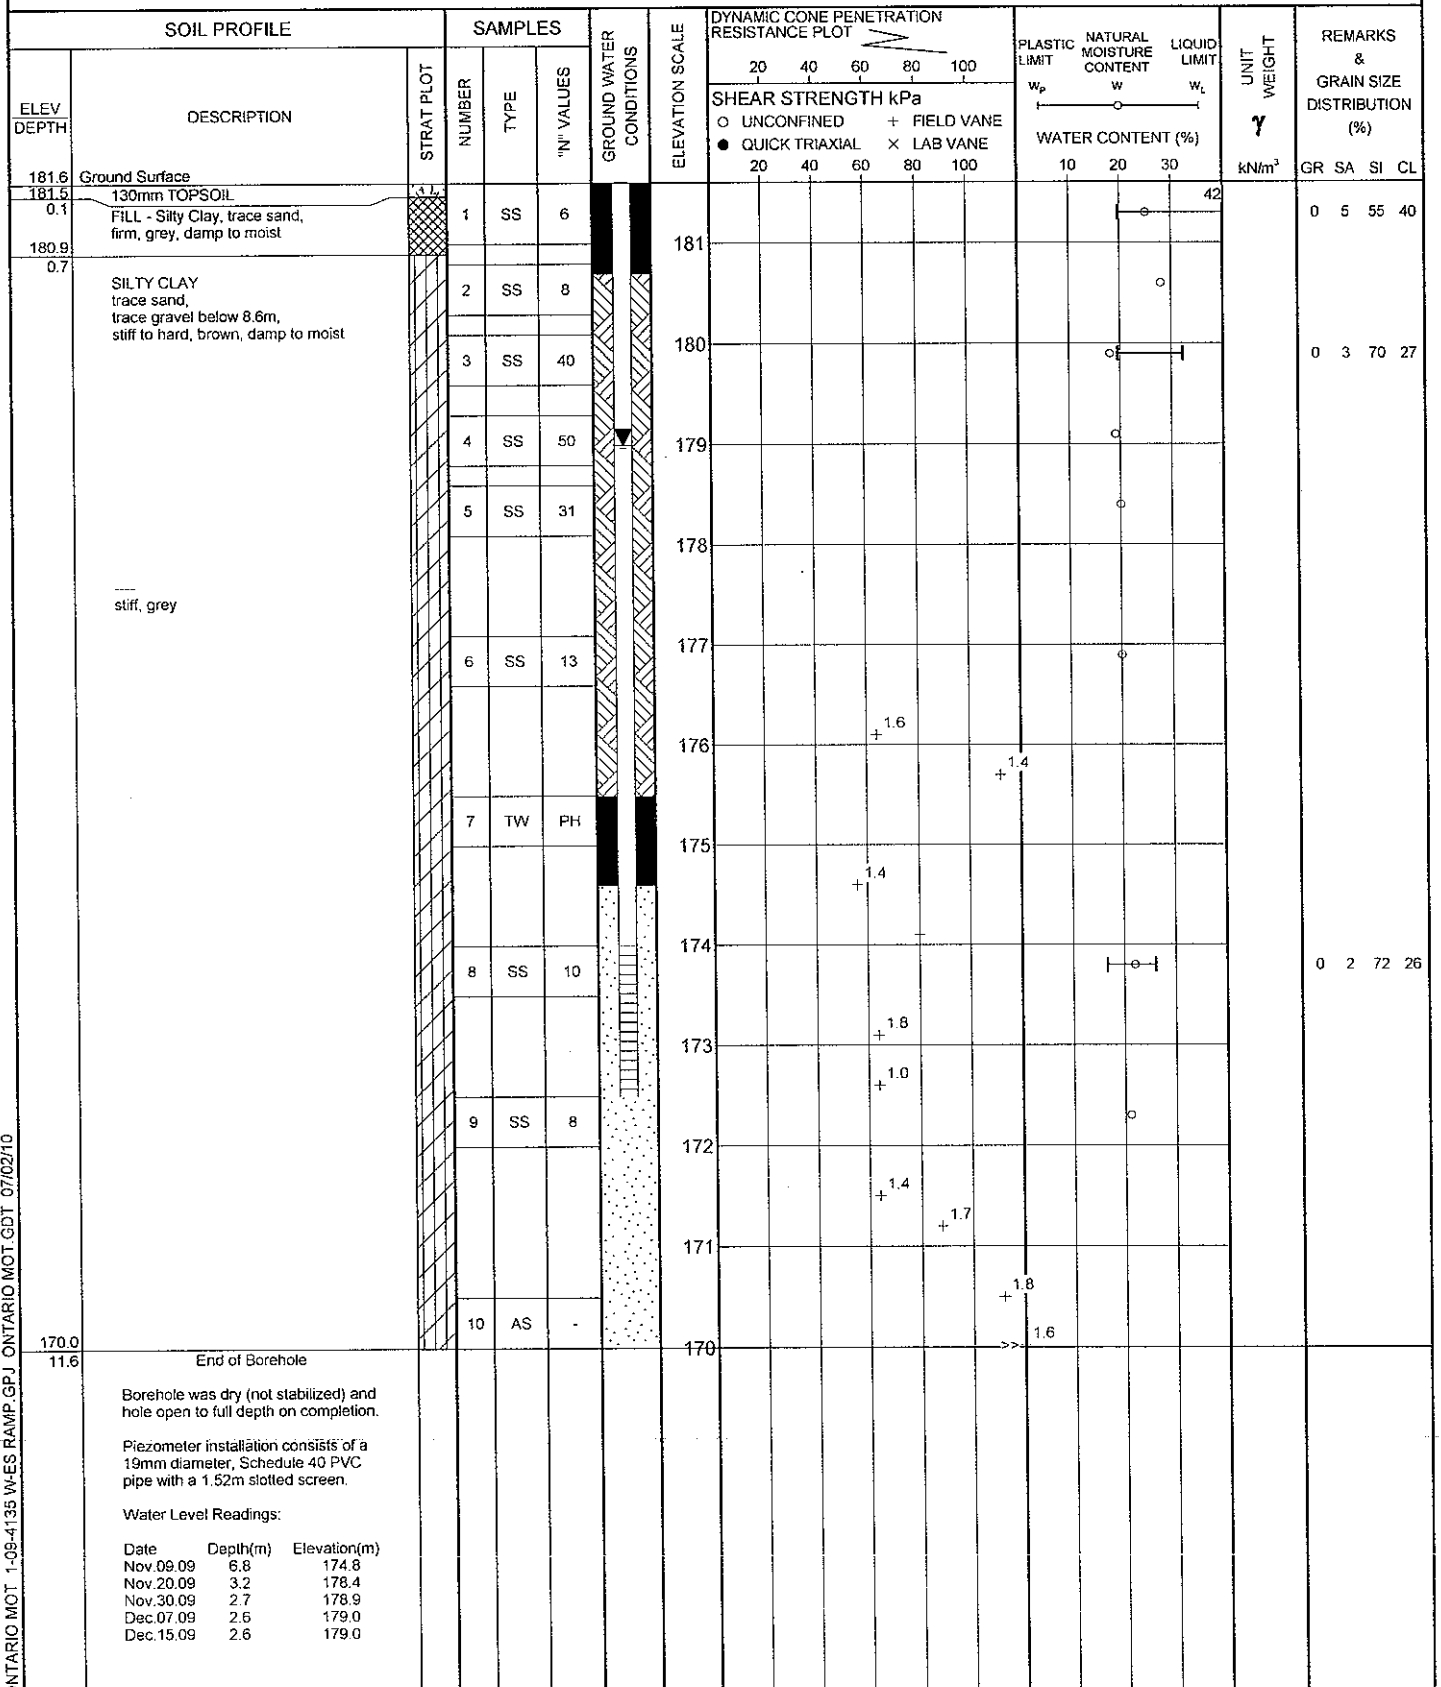 SOIL PROFILE
SAMPLES
GROUND WATER CONDITIONS
ELEVATION SCALE
DYNAMIC CONE PENETRATION
RESISTANCE PLOT
20 40 60 80 100
SHEAR STRENGTH kPa
○ UNCONFINED + FIELD VANE
● QUICK TRIAXIAL × LAB VANE
20 40 60 80 100
PLASTIC LIMIT
NATURAL MOISTURE CONTENT
LIQUID LIMIT
WP W WL
WATER CONTENT (%)
10 20 30
UNIT WEIGHT
γ
kN/m³
REMARKS
&
GRAIN SIZE
DISTRIBUTION
(%)
GR SA SI CL
ELEV
DEPTH
DESCRIPTION
STRAT PLOT
NUMBER
TYPE
"N" VALUES
181.6 Ground Surface
181.5 130mm TOPSOIL
0.1 FILL - Silty Clay, trace sand,
firm, grey, damp to moist
180.9
0.7
SILTY CLAY
trace sand,
trace gravel below 8.6m,
stiff to hard, brown, damp to moist
----
stiff, grey
1 SS 6
2 SS 8
3 SS 40
4 SS 50
5 SS 31
6 SS 13
7 TW PH
8 SS 10
9 SS 8
10 AS -
181
180
179
178
177
176
175
174
173
172
171
170
1.6
1.4
1.4
1.8
1.0
1.4
1.7
1.8
>> 1.6
42
0 5 55 40
0 3 70 27
0 2 72 26
170.0
11.6 End of Borehole
Borehole was dry (not stabilized) and
hole open to full depth on completion.
Piezometer installation consists of a
19mm diameter, Schedule 40 PVC
pipe with a 1.52m slotted screen.
Water Level Readings:
Date Depth(m) Elevation(m)
Nov.09.09 6.8 174.8
Nov.20.09 3.2 178.4
Nov.30.09 2.7 178.9
Dec.07.09 2.6 179.0
Dec.15.09 2.6 179.0
MOT 1-09-4135 W-ES RAMP.GPJ ONTARIO MOT.GDT 07/02/10